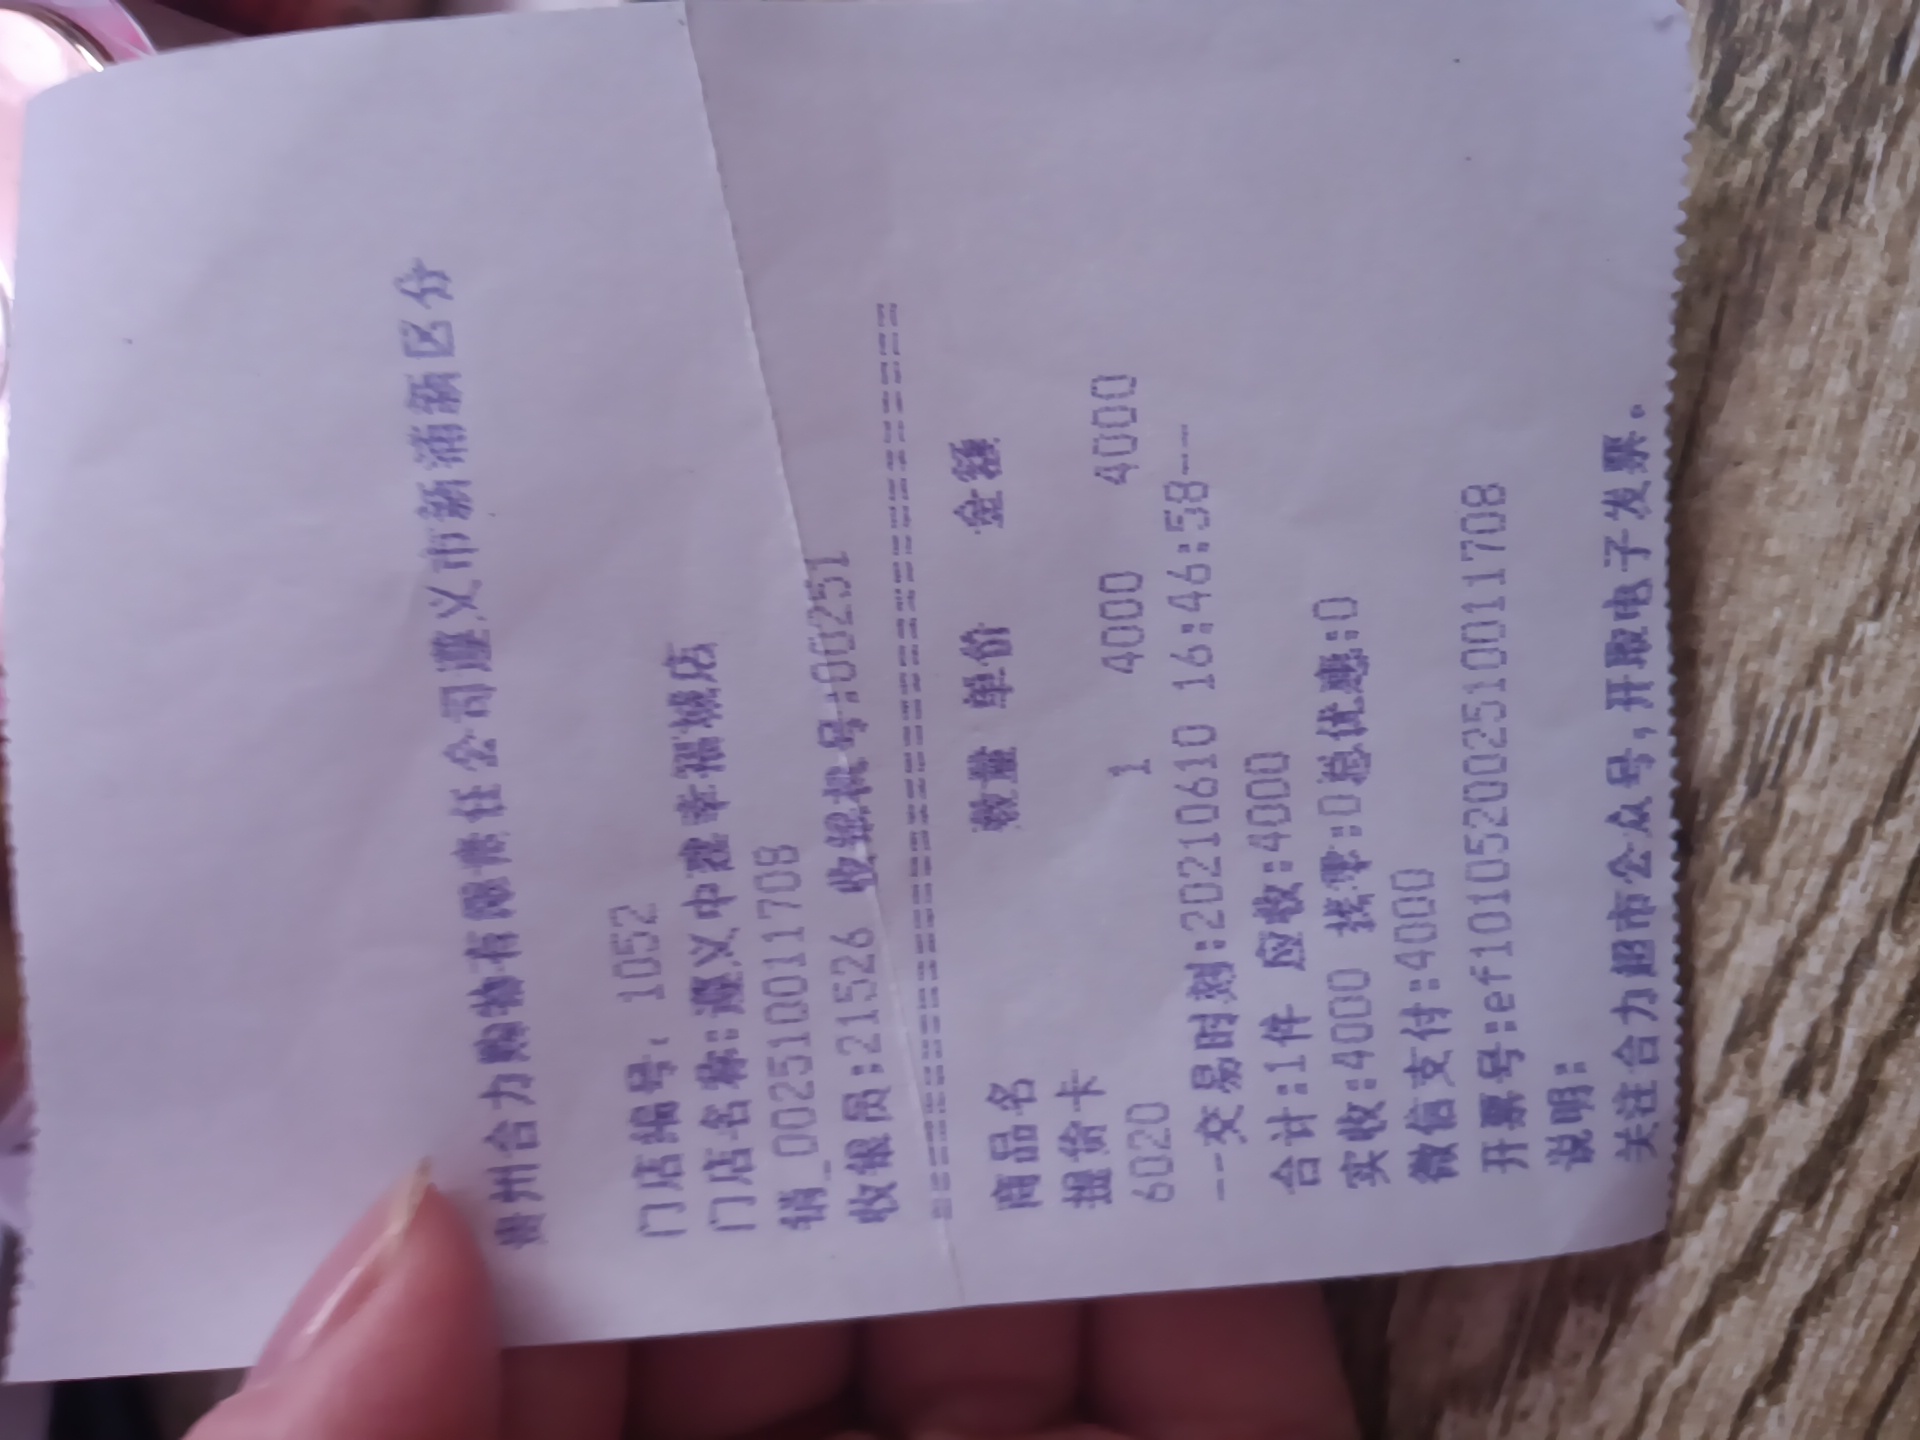 贵州合力购物有限责任公司遵义市新浦新区分
门店编号: 1052
门店名称::遵义中建幸福城店
销_00251001170​8
收银员:21526 收银机号:000251
==========================================
商品名 数量 单价 金额
提货卡
6020 1 4000 4000
--交易时刻:20210610 16:46:58---
合计:1件 应收:4000
实收:4000 找零:0总优惠:0
微信支付:4000
开票号:ef101052002510011708
说明:
关注合力超市公众号,开取电子发票。